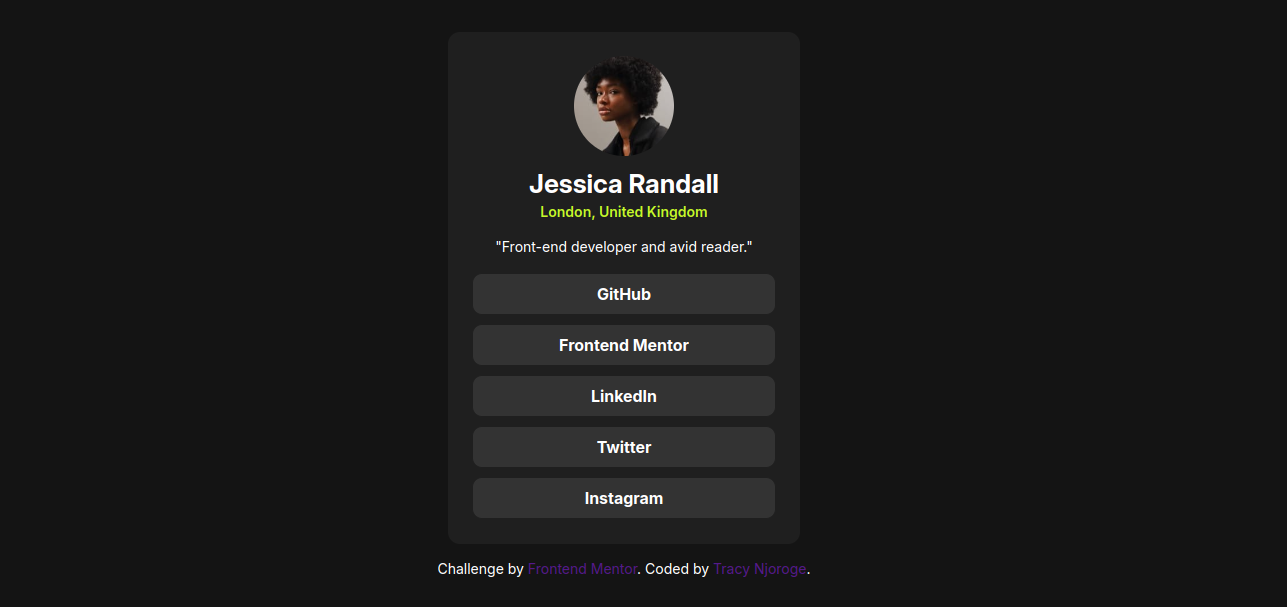 Jessica Randall
London, United Kingdom
"Front-end developer and avid reader."
GitHub
Frontend Mentor
LinkedIn
Twitter
Instagram
Challenge by Frontend Mentor. Coded by Tracy Njoroge.